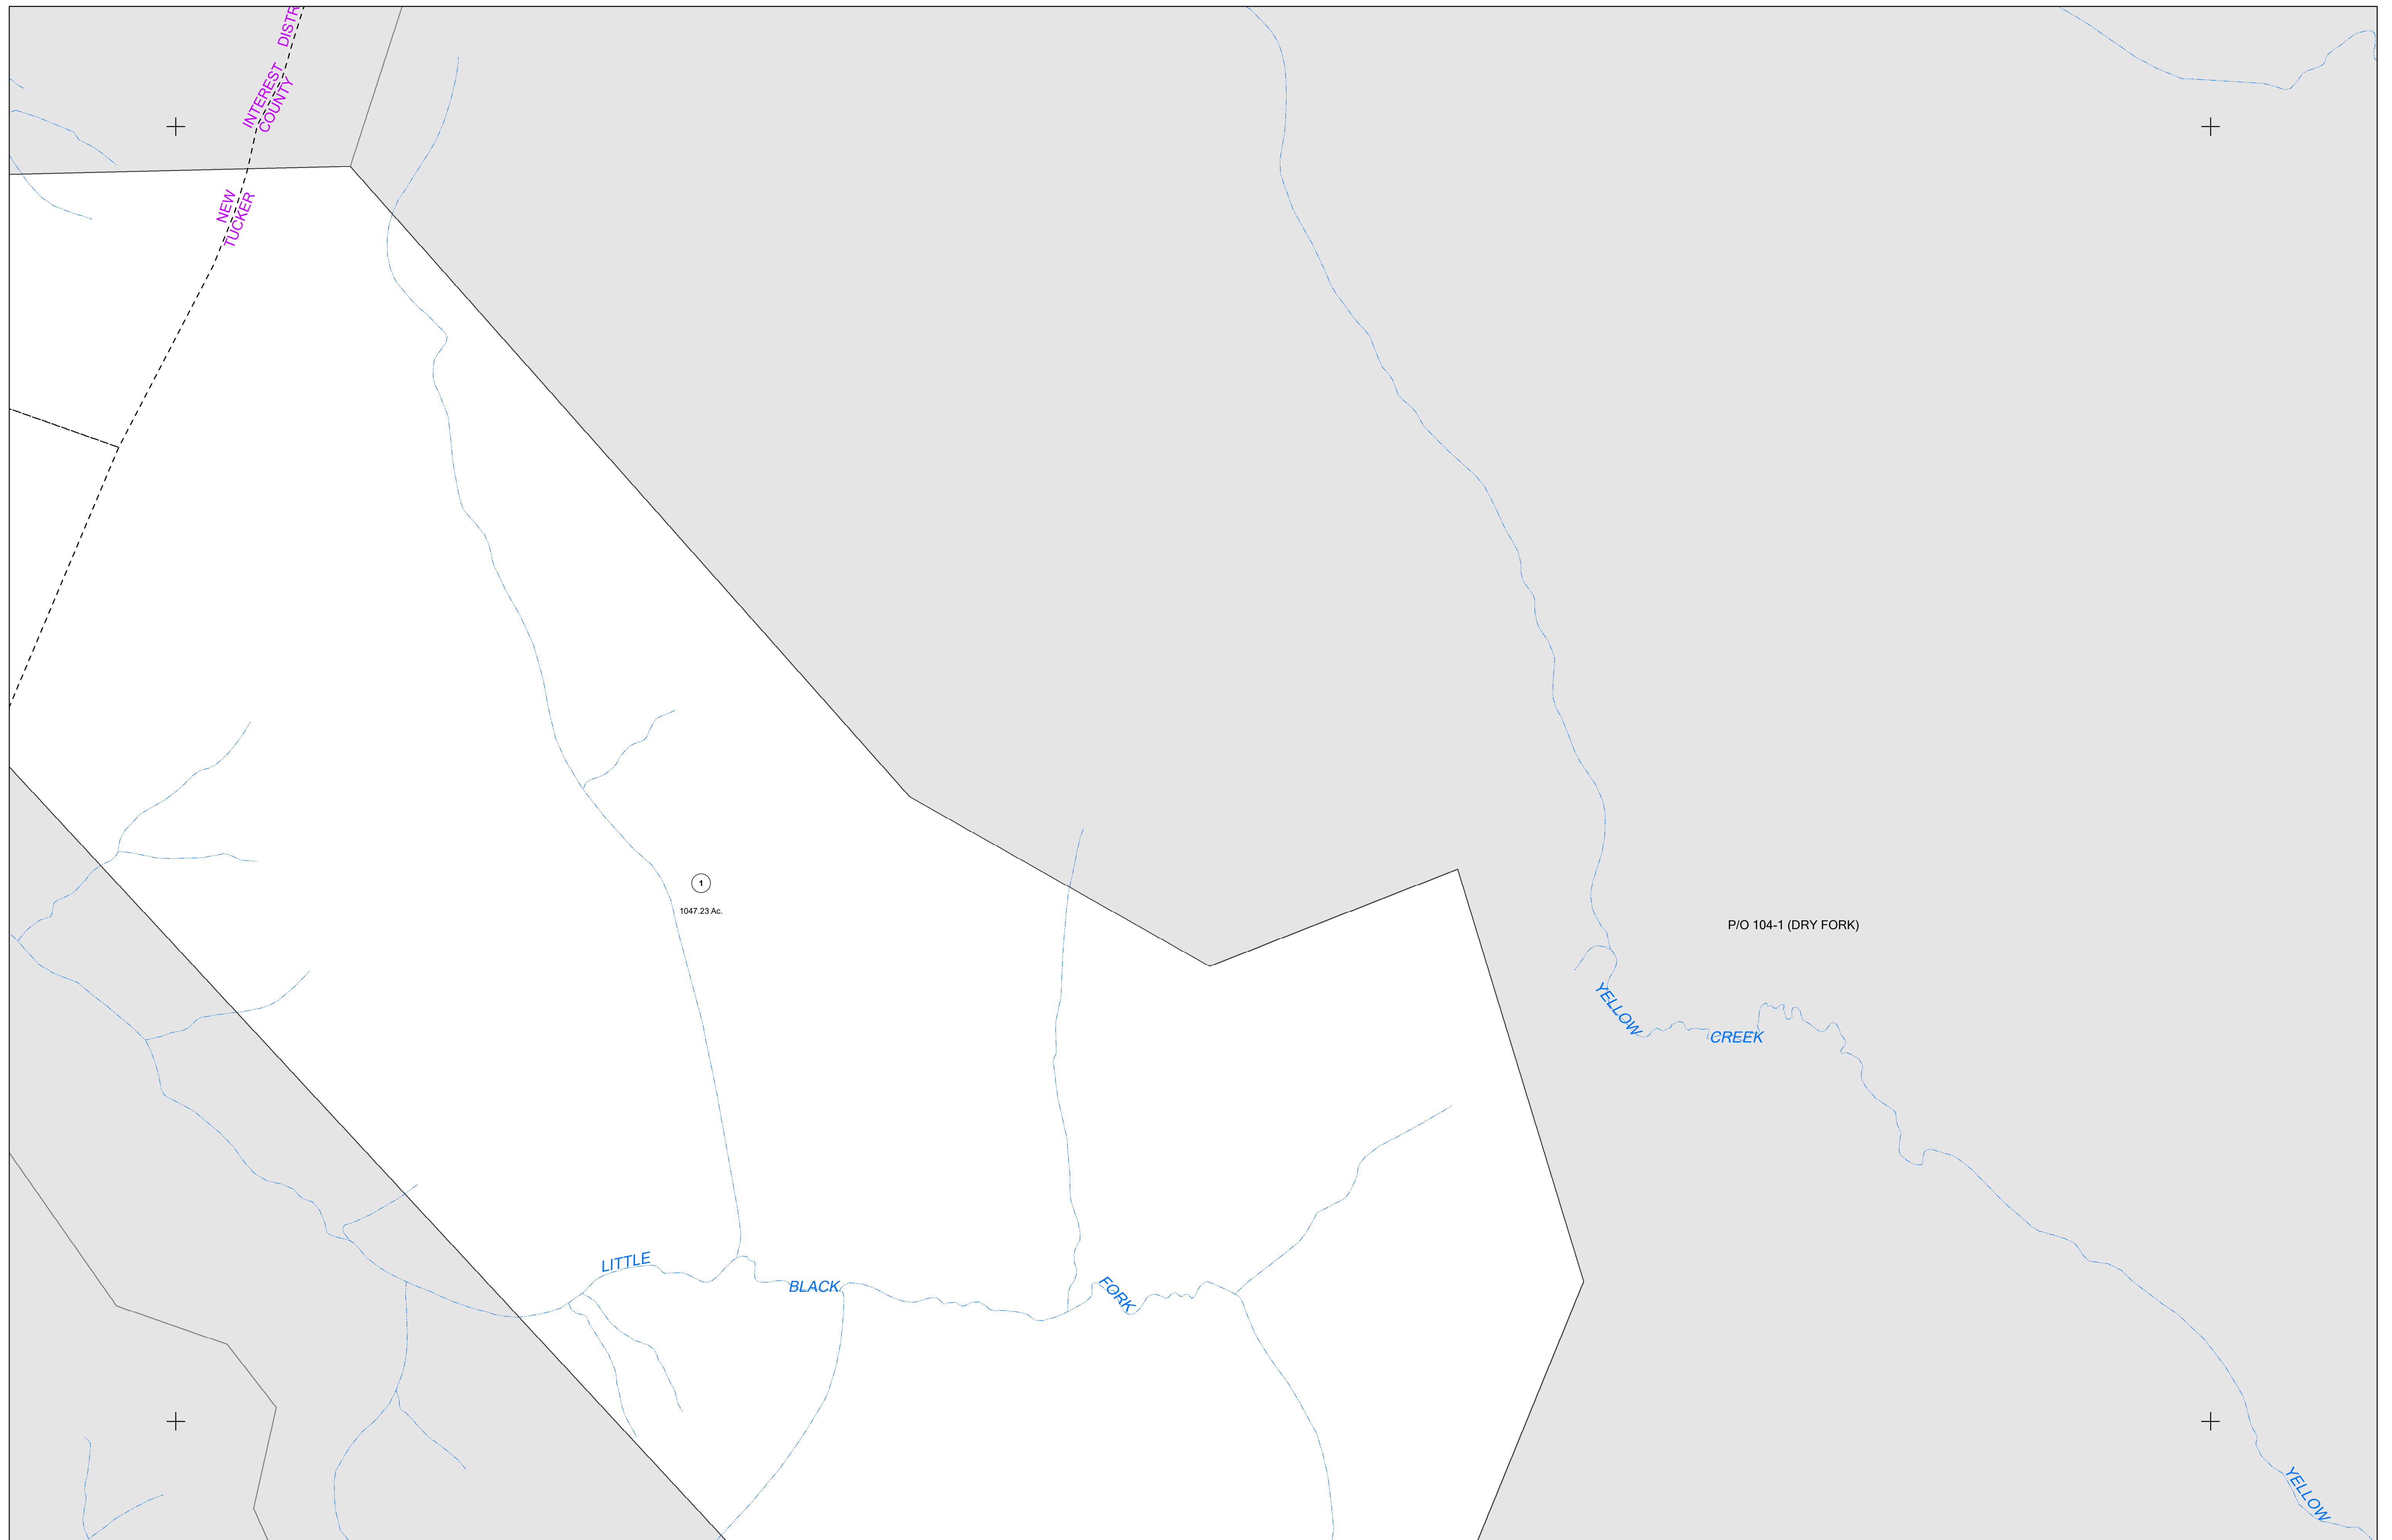 DISTR
INTEREST
COUNTY
NEW
TUCKER
1
1047.23 Ac.
P/O 104-1 (DRY FORK)
YELLOW
CREEK
LITTLE
BLACK
FORK
YELLOW